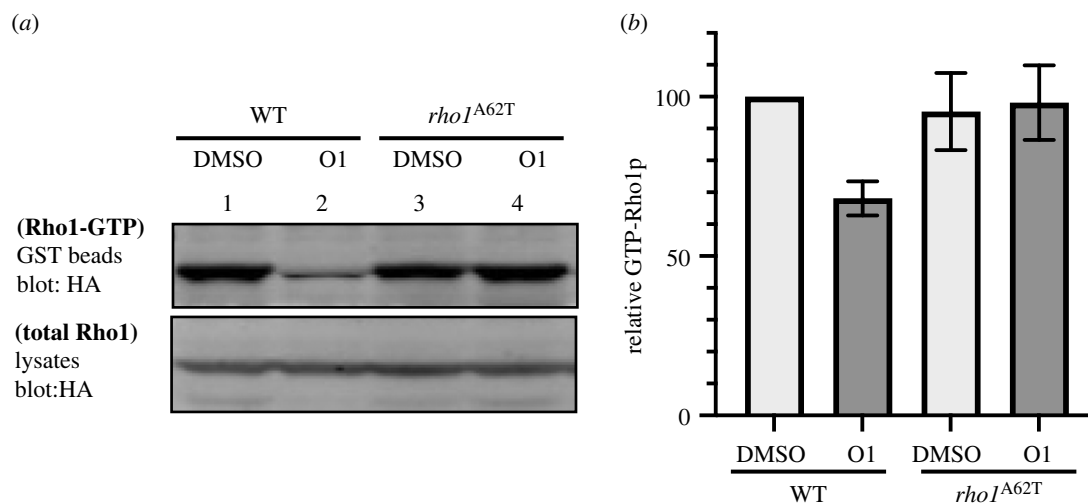 (a)
WT rho1A62T
DMSO O1 DMSO O1
1 2 3 4
(Rho1-GTP)
GST beads
blot: HA
(total Rho1)
lysates
blot:HA
(b)
relative GTP-Rho1p
100
50
0
DMSO O1 DMSO O1
WT rho1A62T